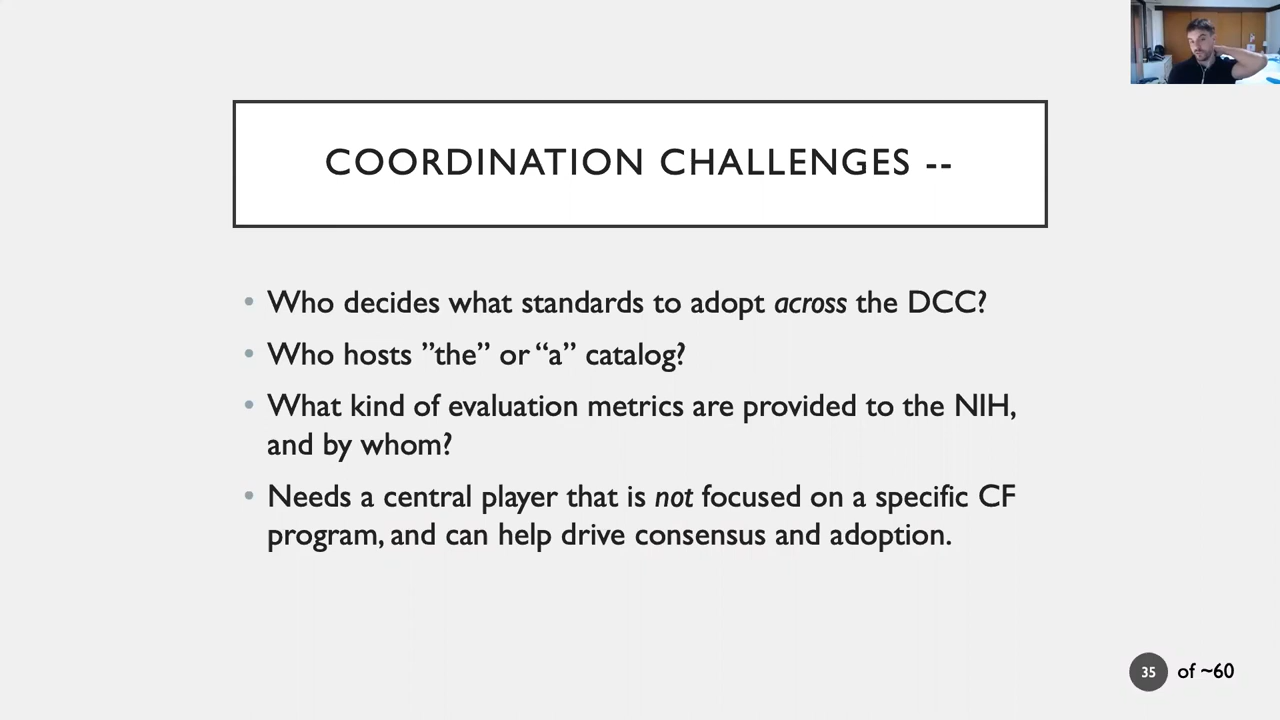 COORDINATION CHALLENGES --
• Who decides what standards to adopt across the DCC?
• Who hosts ”the” or “a” catalog?
• What kind of evaluation metrics are provided to the NIH,
and by whom?
• Needs a central player that is not focused on a specific CF
program, and can help drive consensus and adoption.
35 of ~60